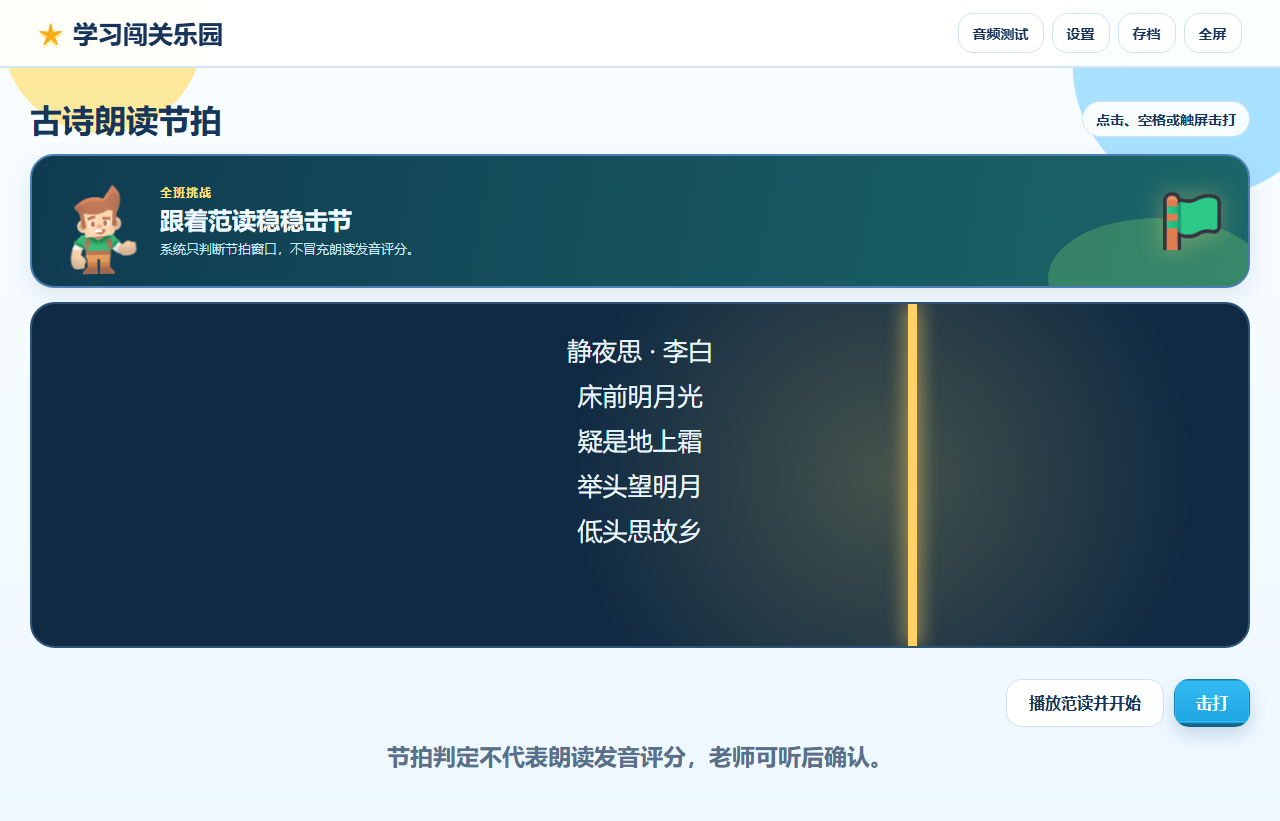 学习闯关乐园
音频测试
设置
存档
全屏
古诗朗读节拍
点击、空格或触屏击打
全班挑战
跟着范读稳稳击节
系统只判断节拍窗口，不冒充朗读发音评分。
静夜思 · 李白
床前明月光
疑是地上霜
举头望明月
低头思故乡
播放范读并开始
击打
节拍判定不代表朗读发音评分，老师可听后确认。